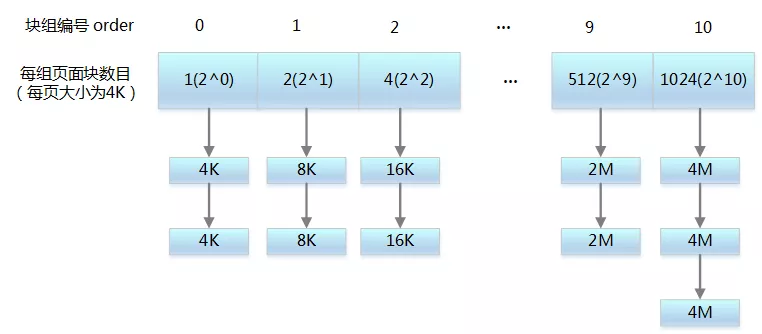 块组编号 order 0 1 2 ... 9 10
每组页面块数目
（每页大小为4K）
1(2^0) 2(2^1) 4(2^2) ... 512(2^9) 1024(2^10)
4K 8K 16K 2M 4M
4K 8K 16K 2M 4M
4M